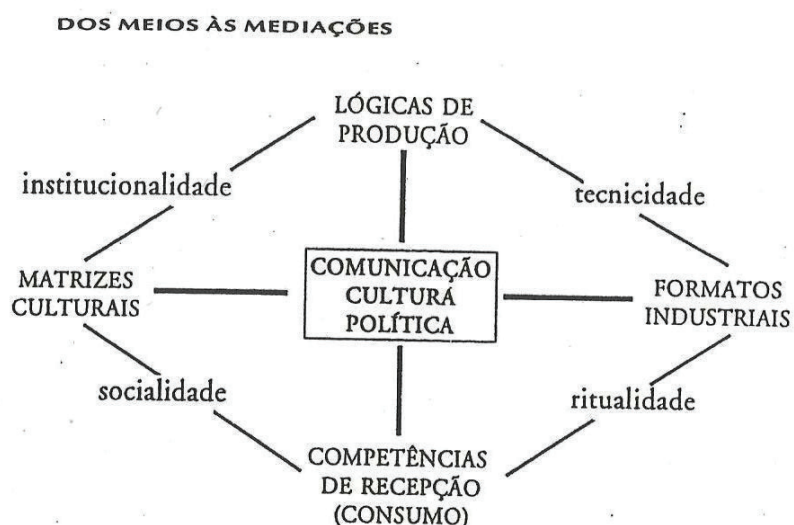 DOS MEIOS ÀS MEDIAÇÕES
LÓGICAS DE
PRODUÇÃO
institucionalidade
tecnicidade
MATRIZES
CULTURAIS
COMUNICAÇÃO
CULTURA
POLÍTICA
FORMATOS
INDUSTRIAIS
socialidade
ritualidade
COMPETÊNCIAS
DE RECEPÇÃO
(CONSUMO)